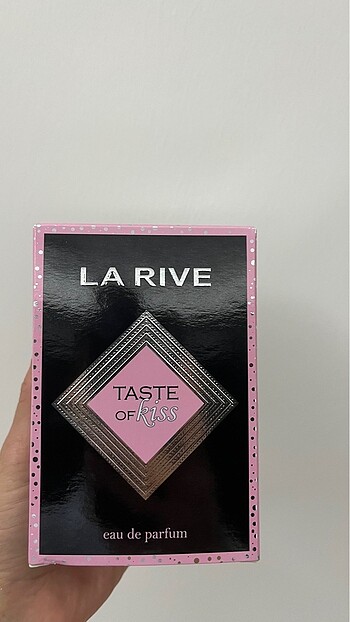 LA RIVE
TASTE
OF kiss
eau de parfum